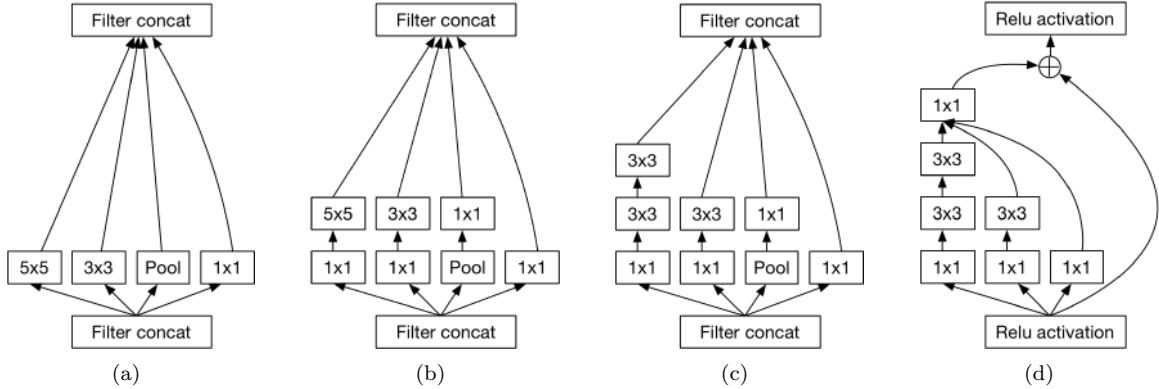 Filter concat
5x5 3x3 Pool 1x1
Filter concat
(a)
Filter concat
5x5 3x3 1x1
1x1 1x1 Pool 1x1
Filter concat
(b)
Filter concat
3x3
3x3 3x3 1x1
1x1 1x1 Pool 1x1
Filter concat
(c)
Relu activation
1x1
3x3
3x3 3x3
1x1 1x1 1x1
Relu activation
(d)